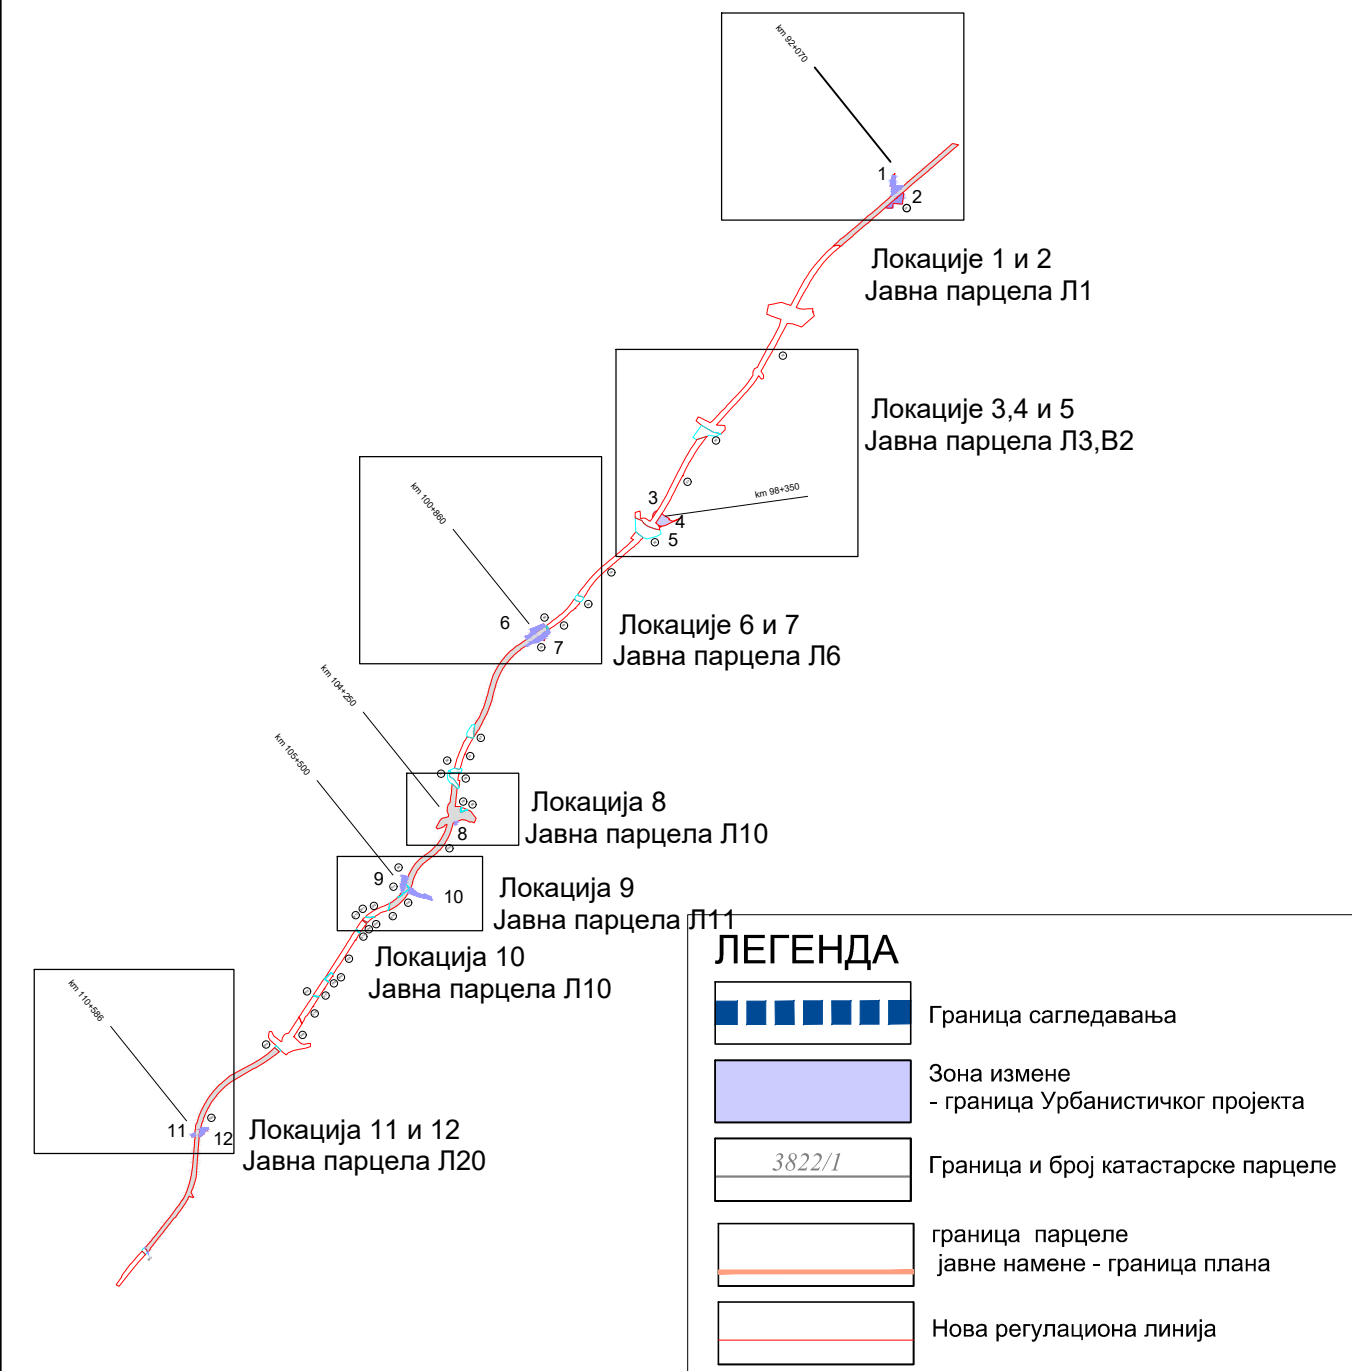 km 92+070
1
2
Локације 1 и 2
Јавна парцела Л1
Локације 3,4 и 5
Јавна парцела Л3,В2
km 98+350
3
4
5
km 100+860
6
7
Локације 6 и 7
Јавна парцела Л6
km 104+250
km 105+500
Локација 8
Јавна парцела Л10
8
9
10
Локација 9
Јавна парцела Л11
Локација 10
Јавна парцела Л10
km 110+586
11
12
Локација 11 и 12
Јавна парцела Л20
ЛЕГЕНДА
Граница сагледавања
Зона измене
- граница Урбанистичког пројекта
3822/1
Граница и број катастарске парцеле
граница парцеле
јавне намене - граница плана
Нова регулациона линија